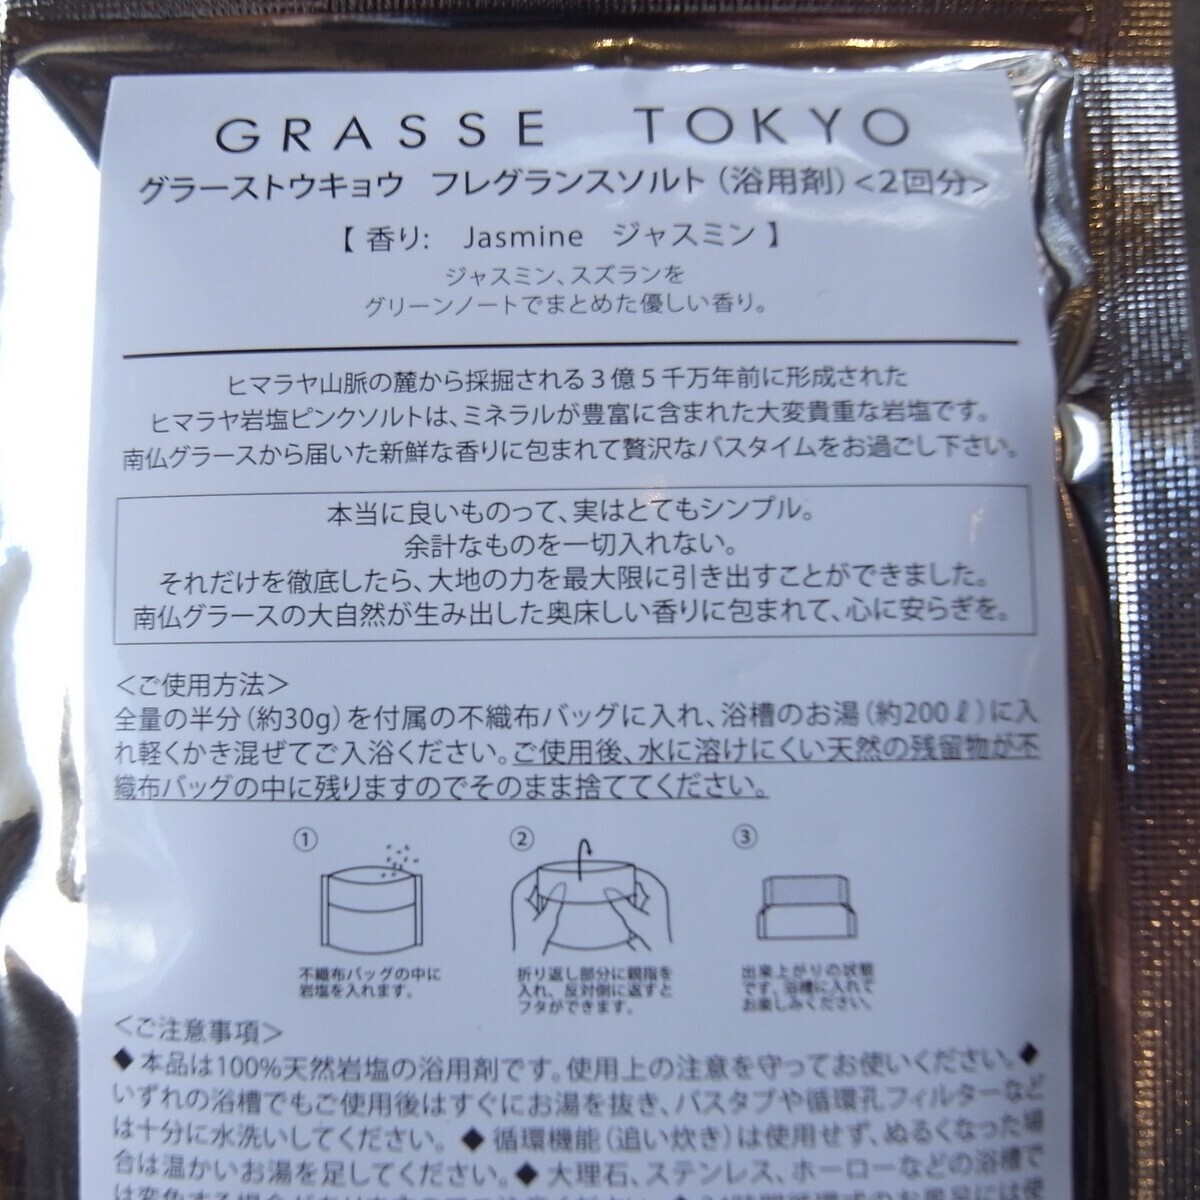 GRASSE TOKYO
グラーストウキョウ フレグランスソルト(浴用剤)<2回分>
【 香り: Jasmine ジャスミン 】
ジャスミン、スズランを
グリーンノートでまとめた優しい香り。
ヒマラヤ山脈の麓から採掘される3億5千万年前に形成された
ヒマラヤ岩塩ピンクソルトは、ミネラルが豊富に含まれた大変貴重な岩塩です。
南仏グラースから届いた新鮮な香りに包まれて贅沢なバスタイムをお過ごし下さい。
本当に良いものって、実はとてもシンプル。
余計なものを一切入れない。
それだけを徹底したら、大地の力を最大限に引き出すことができました。
南仏グラースの大自然が生み出した奥床しい香りに包まれて、心に安らぎを。
<ご使用方法>
全量の半分(約30g)を付属の不織布バッグに入れ、浴槽のお湯(約200ℓ)に入
れ軽くかき混ぜてご入浴ください。ご使用後、水に溶けにくい天然の残留物が不
織布バッグの中に残りますのでそのまま捨ててください。
① ② ③
不織布バッグの中に
岩塩を入れます。
折り返し部分に親指を
入れ、反対側に返すと
フタができます。
出来上がりの状態
です。浴槽に入れて
お楽しみください。
<ご注意事項>
◆ 本品は100%天然岩塩の浴用剤です。使用上の注意を守ってお使いください。◆
いずれの浴槽でもご使用後はすぐにお湯を抜き、バスタブや循環孔フィルターなど
は十分に水洗いしてください。 ◆ 循環機能(追い炊き)は使用せず、ぬるくなった場
合は温かいお湯を足してください。◆ 大理石、ステンレス、ホーローなどの浴槽で